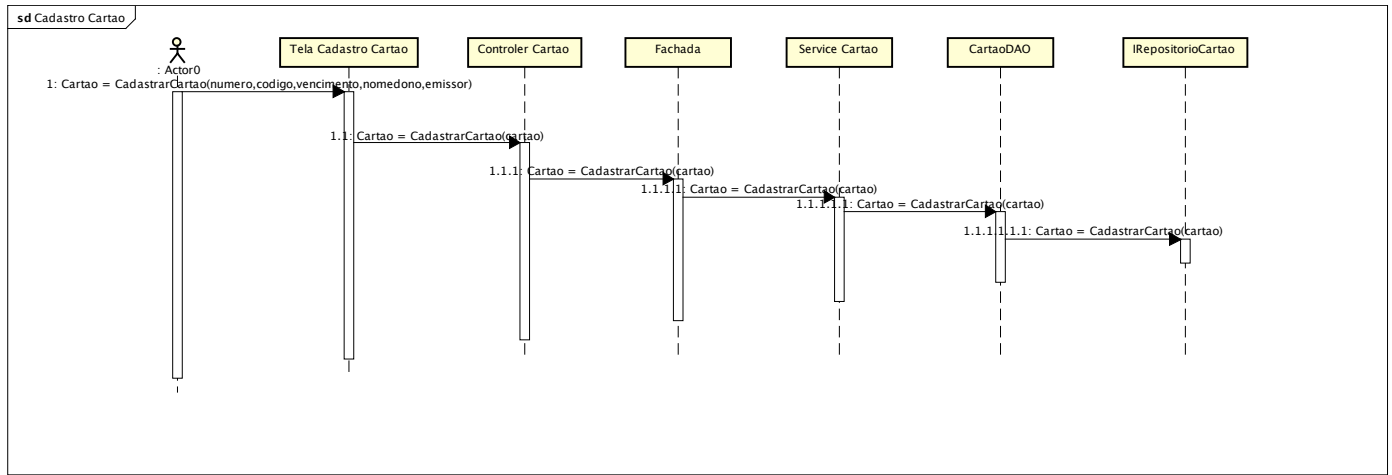 sd Cadastro Cartao
: Actor0
Tela Cadastro Cartao
Controler Cartao
Fachada
Service Cartao
CartaoDAO
IRepositorioCartao
1: Cartao = CadastrarCartao(numero,codigo,vencimento,nomedono,emissor)
1.1: Cartao = CadastrarCartao(cartao)
1.1.1: Cartao = CadastrarCartao(cartao)
1.1.1.1: Cartao = CadastrarCartao(cartao)
1.1.1.1.1: Cartao = CadastrarCartao(cartao)
1.1.1.1.1.1: Cartao = CadastrarCartao(cartao)